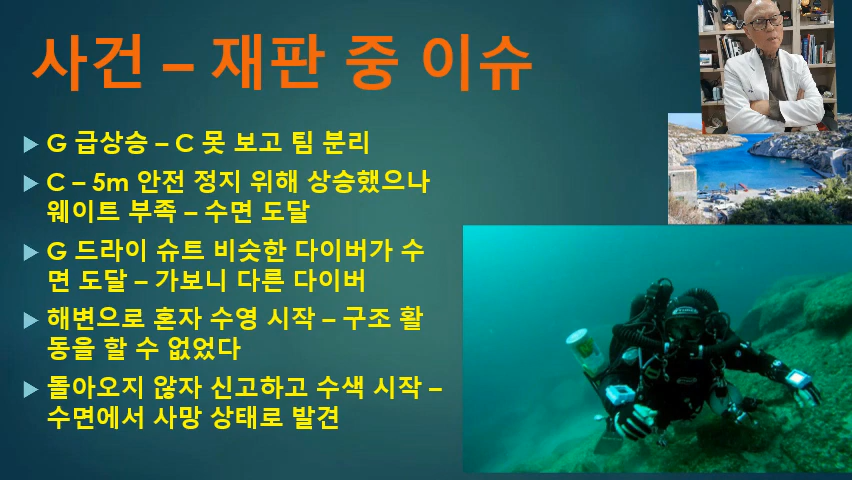 사건 – 재판 중 이슈
G 급상승 – C 못 보고 팀 분리
C – 5m 안전 정지 위해 상승했으나
웨이트 부족 – 수면 도달
G 드라이 슈트 비슷한 다이버가 수
면 도달 – 가보니 다른 다이버
해변으로 혼자 수영 시작 – 구조 활
동을 할 수 없었다
돌아오지 않자 신고하고 수색 시작 –
수면에서 사망 상태로 발견